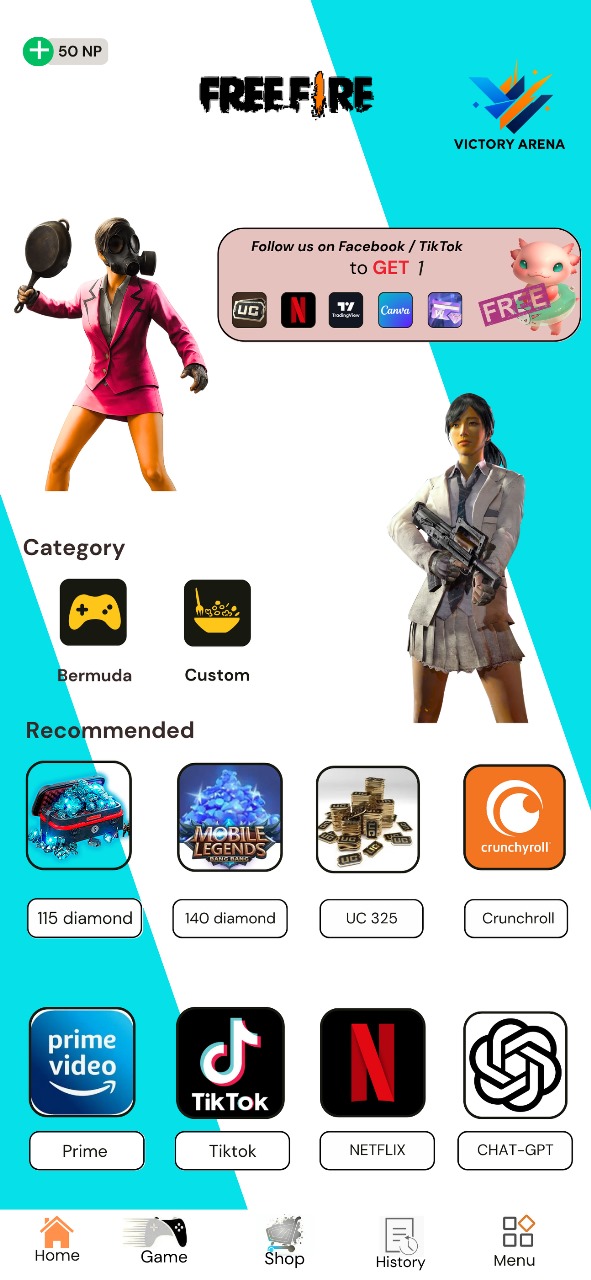 50 NP
FREE FIRE
VICTORY ARENA
Follow us on Facebook / TikTok
to GET 1
UC
N
TradingView
Canva
FREE
Category
Bermuda
Custom
Recommended
MOBILE
LEGENDS
BANG BANG
UC
crunchyroll
115 diamond
140 diamond
UC 325
Crunchroll
prime
video
TikTok
N
Prime
Tiktok
NETFLIX
CHAT-GPT
Home
Game
Shop
History
Menu